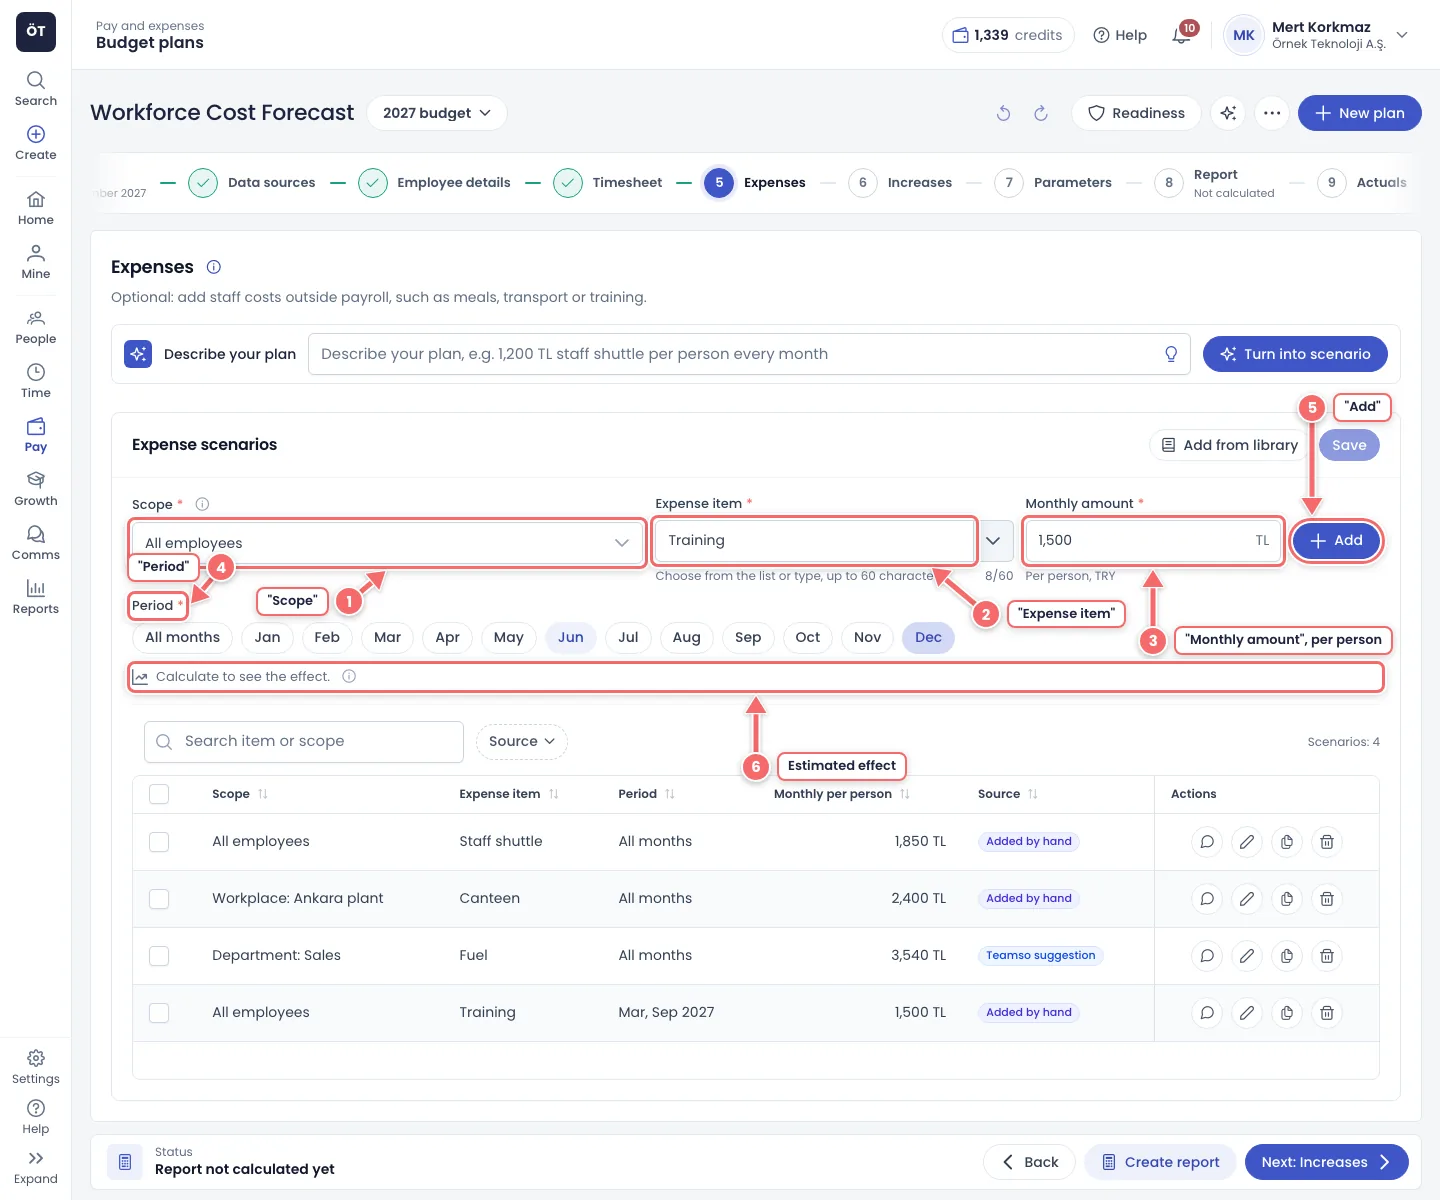 ÖT
Search
Create
Home
Mine
People
Time
Pay
Growth
Comms
Reports
Settings
Help
Expand
Pay and expenses
Budget plans
1,339 credits
Help
10
MK
Mert Korkmaz
Örnek Teknoloji A.Ş.
Workforce Cost Forecast
2027 budget
Readiness
New plan
2027
Data sources
Employee details
Timesheet
5 Expenses
6 Increases
7 Parameters
8 Report
Not calculated
9 Actuals
Expenses
Optional: add staff costs outside payroll, such as meals, transport or training.
Describe your plan
Describe your plan, e.g. 1,200 TL staff shuttle per person every month
Turn into scenario
5 "Add"
Expense scenarios
Add from library
Save
Scope *
Expense item *
Monthly amount *
All employees
Training
1,500 TL
Add
"Period" 4
Choose from the list or type, up to 60
8/60
Per person, TRY
"Scope" 1
Period *
2 "Expense item"
3 "Monthly amount", per person
All months Jan Feb Mar Apr May Jun Jul Aug Sep Oct Nov Dec
Calculate to see the effect.
Search item or scope
Source
6 Estimated effect
Scenarios: 4
Scope Expense item Period Monthly per person Source Actions
All employees Staff shuttle All months 1,850 TL Added by hand
Workplace: Ankara plant Canteen All months 2,400 TL Added by hand
Department: Sales Fuel All months 3,540 TL Teamso suggestion
All employees Training Mar, Sep 2027 1,500 TL Added by hand
Status
Report not calculated yet
Back
Create report
Next: Increases